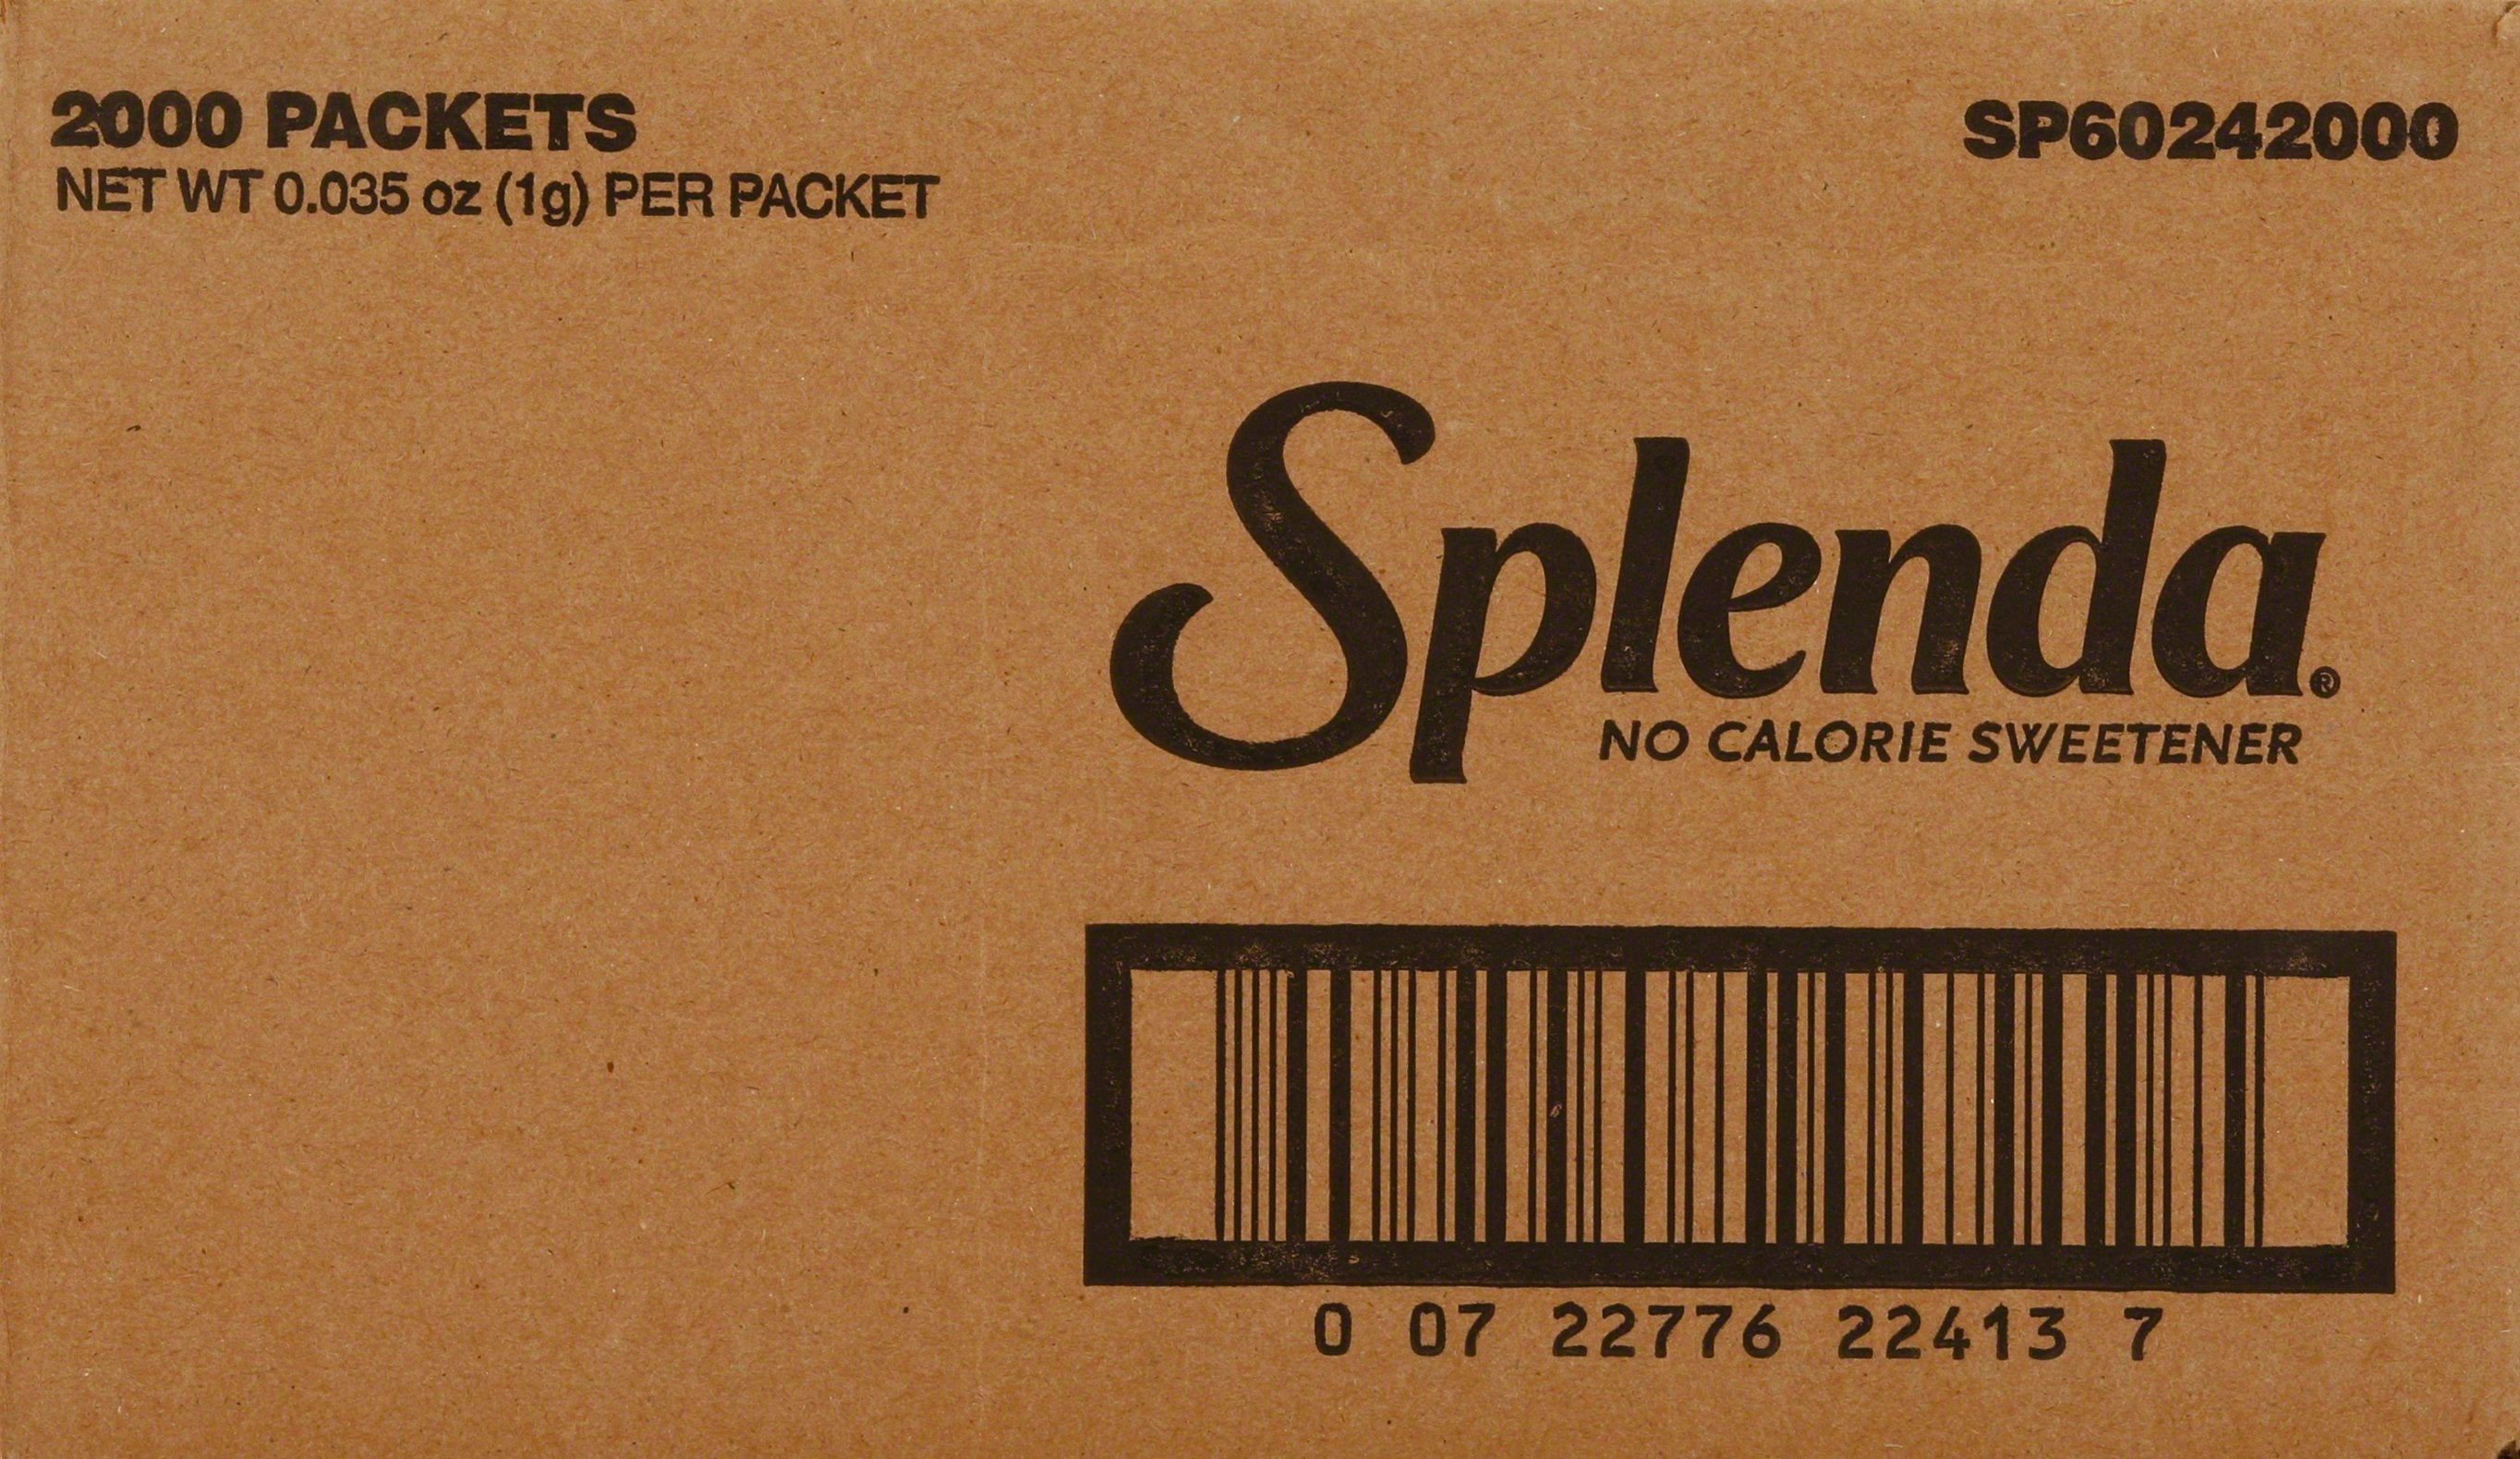 2000 PACKETS
NET WT 0.035 oz (1g) PER PACKET
SP60242000
Splenda®
NO CALORIE SWEETENER
0 07 22776 22413 7